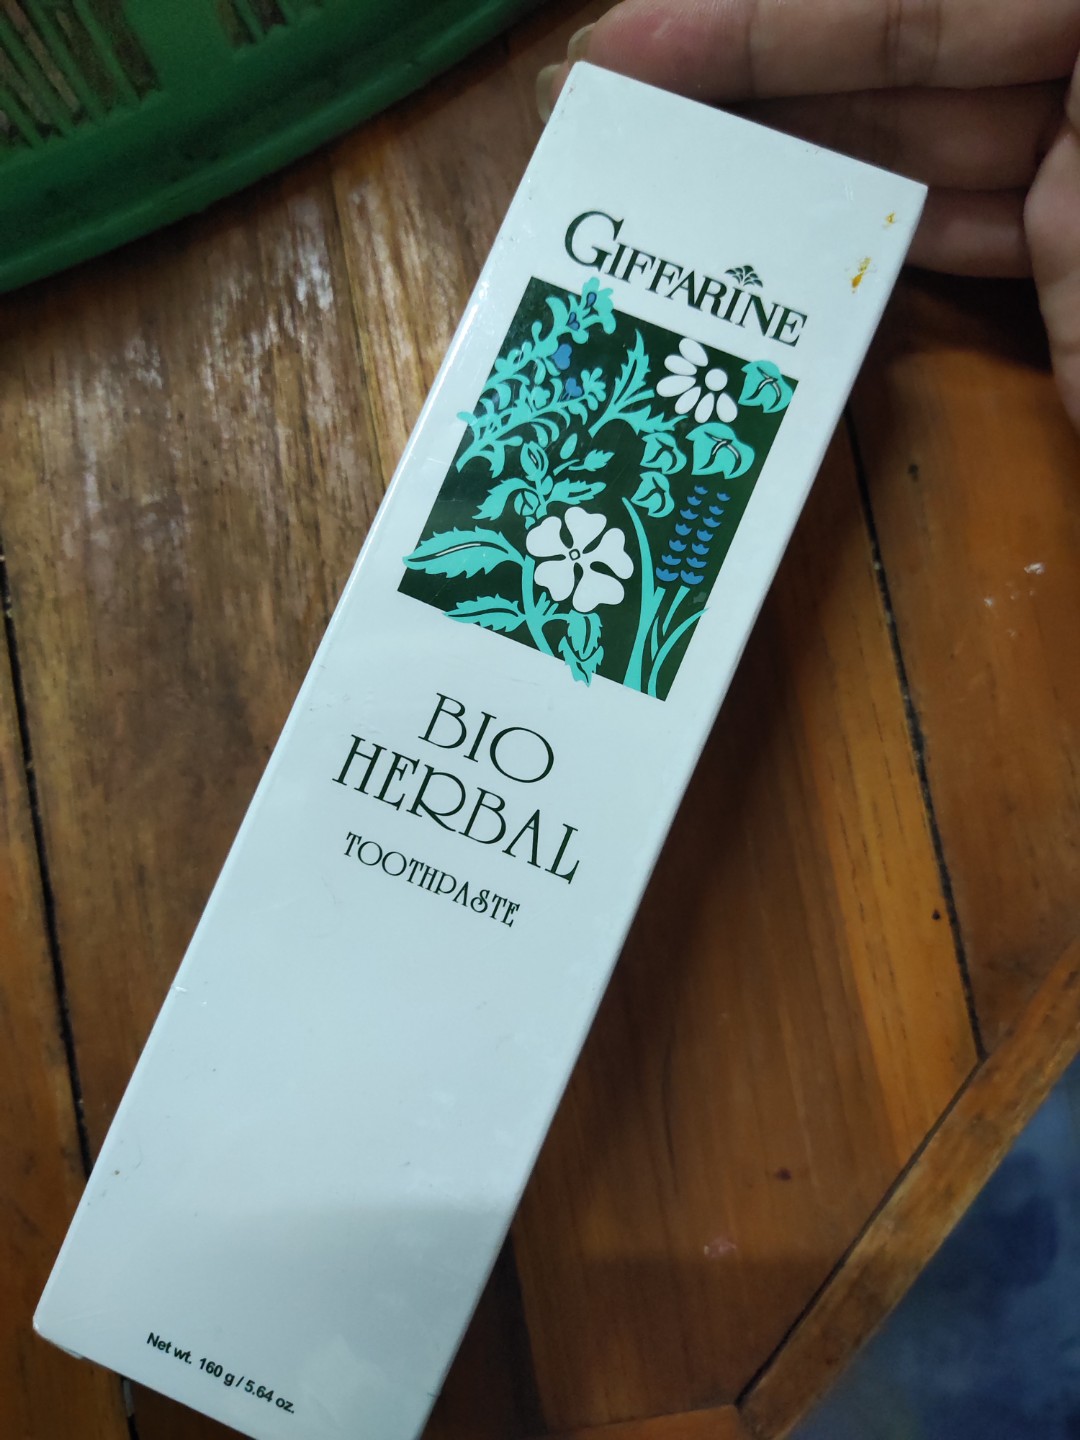 GIFFARINE
BIO
HERBAL
TOOTHPASTE
Net wt. 160 g / 5.64 oz.